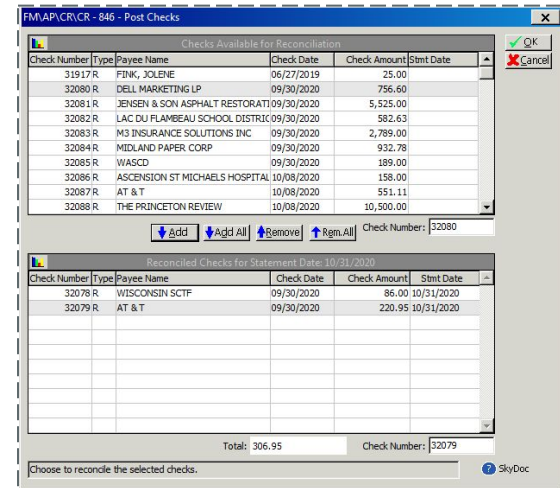 FM\AP\CR\CR - 846 - Post Checks
Checks Available for Reconciliation
OK
Cancel
Check Number Type Payee Name Check Date Check Amount Stmt Date
31917 R FINK, JOLENE 06/27/2019 25.00
32080 R DELL MARKETING LP 09/30/2020 756.60
32081 R JENSEN & SON ASPHALT RESTORATI 09/30/2020 5,525.00
32082 R LAC DU FLAMBEAU SCHOOL DISTRIC 09/30/2020 582.63
32083 R M3 INSURANCE SOLUTIONS INC 09/30/2020 2,789.00
32084 R MIDLAND PAPER CORP 09/30/2020 932.78
32085 R WASCD 09/30/2020 189.00
32086 R ASCENSION ST MICHAELS HOSPITAL 10/08/2020 158.00
32087 R AT & T 10/08/2020 551.11
32088 R THE PRINCETON REVIEW 10/08/2020 10,500.00
Add Add All Remove Rem.All Check Number: 32080
Reconciled Checks for Statement Date: 10/31/2020
Check Number Type Payee Name Check Date Check Amount Stmt Date
32078 R WISCONSIN SCTF 09/30/2020 86.00 10/31/2020
32079 R AT & T 09/30/2020 220.95 10/31/2020
Total: 306.95 Check Number: 32079
Choose to reconcile the selected checks.
? SkyDoc